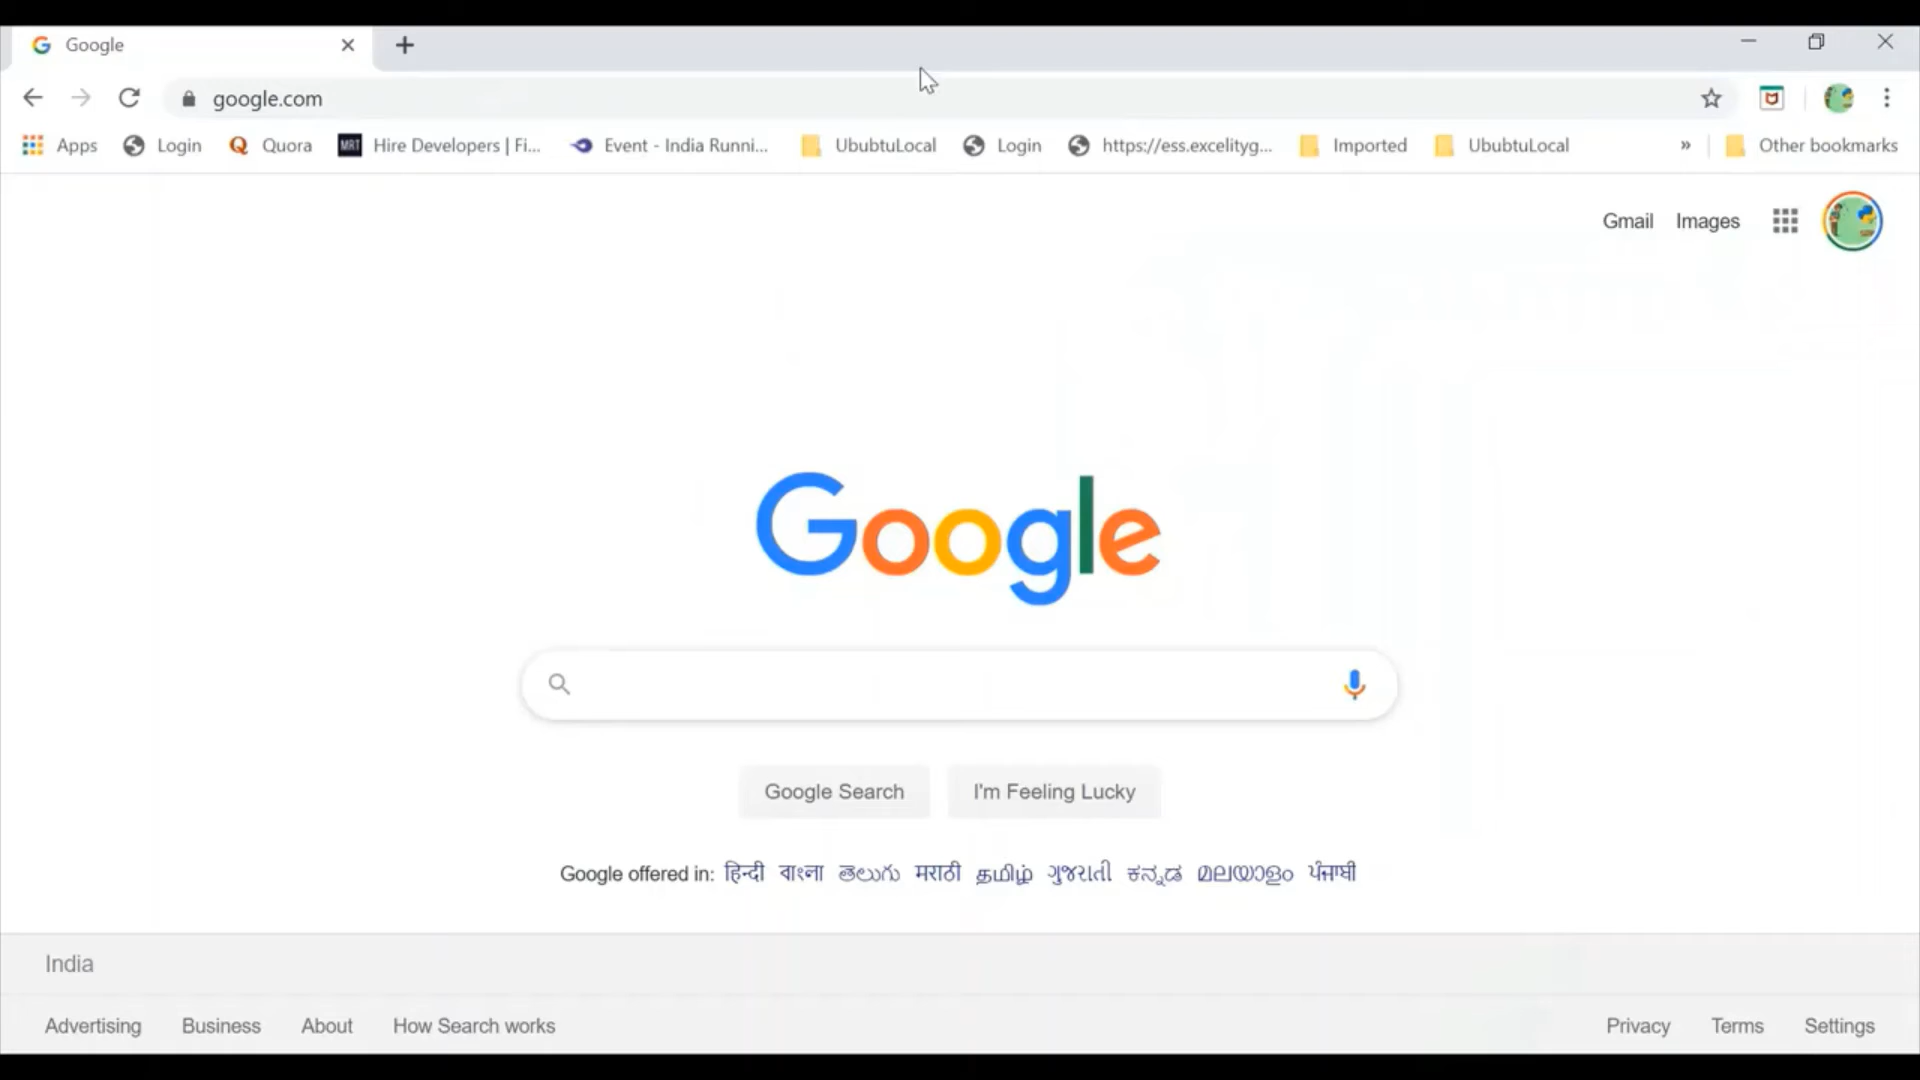 Google
google.com
Apps Login Quora MRT Hire Developers | Fi... Event - India Runni... UbubtuLocal Login https://ess.excelityg... Imported UbubtuLocal » Other bookmarks
Gmail Images
Google
Google Search I'm Feeling Lucky
Google offered in: हिन्दी বাংলা తెలుగు मराठी தமிழ் ગુજરાતી ಕನ್ನಡ മലയാളം ਪੰਜਾਬੀ
India
Advertising Business About How Search works Privacy Terms Settings